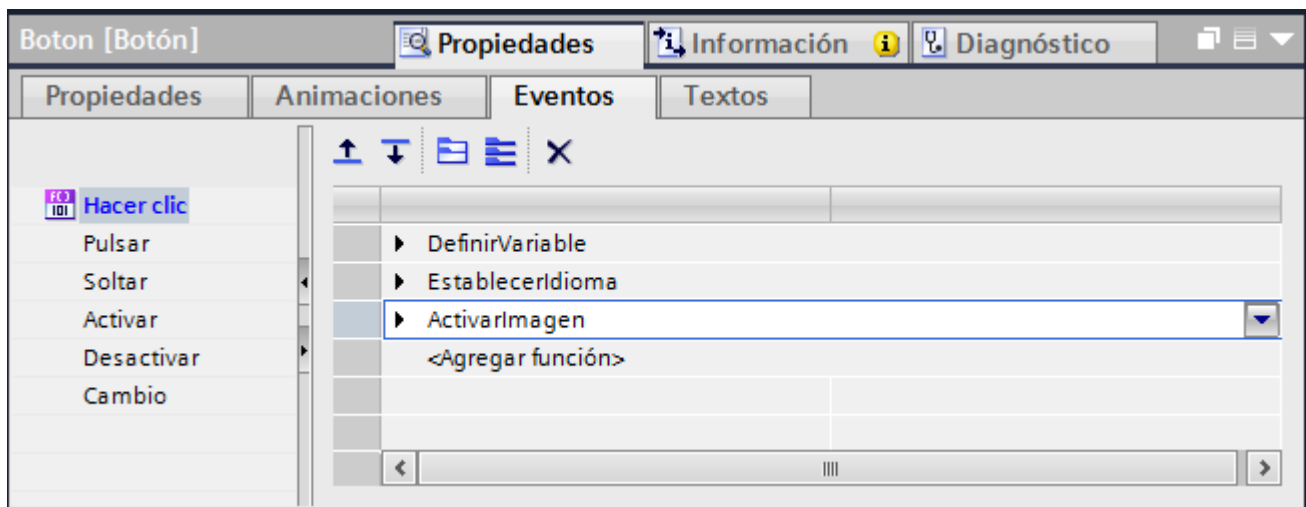 Boton [Botón]
Propiedades
Información
Diagnóstico
Propiedades
Animaciones
Eventos
Textos
Hacer clic
Pulsar
Soltar
Activar
Desactivar
Cambio
DefinirVariable
EstablecerIdioma
ActivarImagen
<Agregar función>